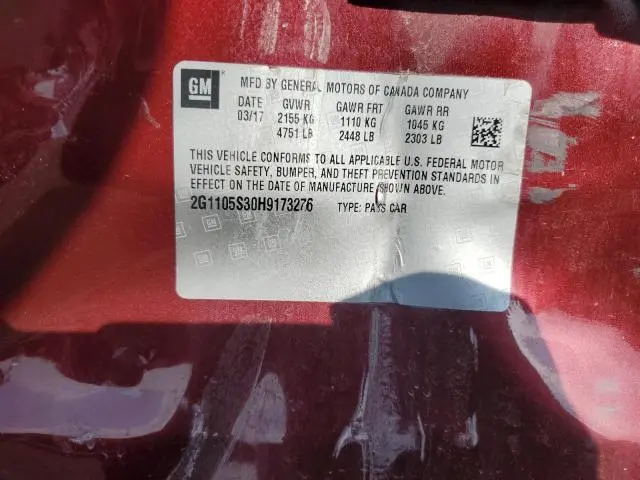 GM
MFD BY GENERAL MOTORS OF CANADA COMPANY
DATE GVWR GAWR FRT GAWR RR
03/17 2155 KG 1110 KG 1045 KG
4751 LB 2448 LB 2303 LB
THIS VEHICLE CONFORMS TO ALL APPLICABLE U.S. FEDERAL MOTOR
VEHICLE SAFETY, BUMPER, AND THEFT PREVENTION STANDARDS IN
EFFECT ON THE DATE OF MANUFACTURE SHOWN ABOVE.
2G1105S30H9173276 TYPE: PASS CAR